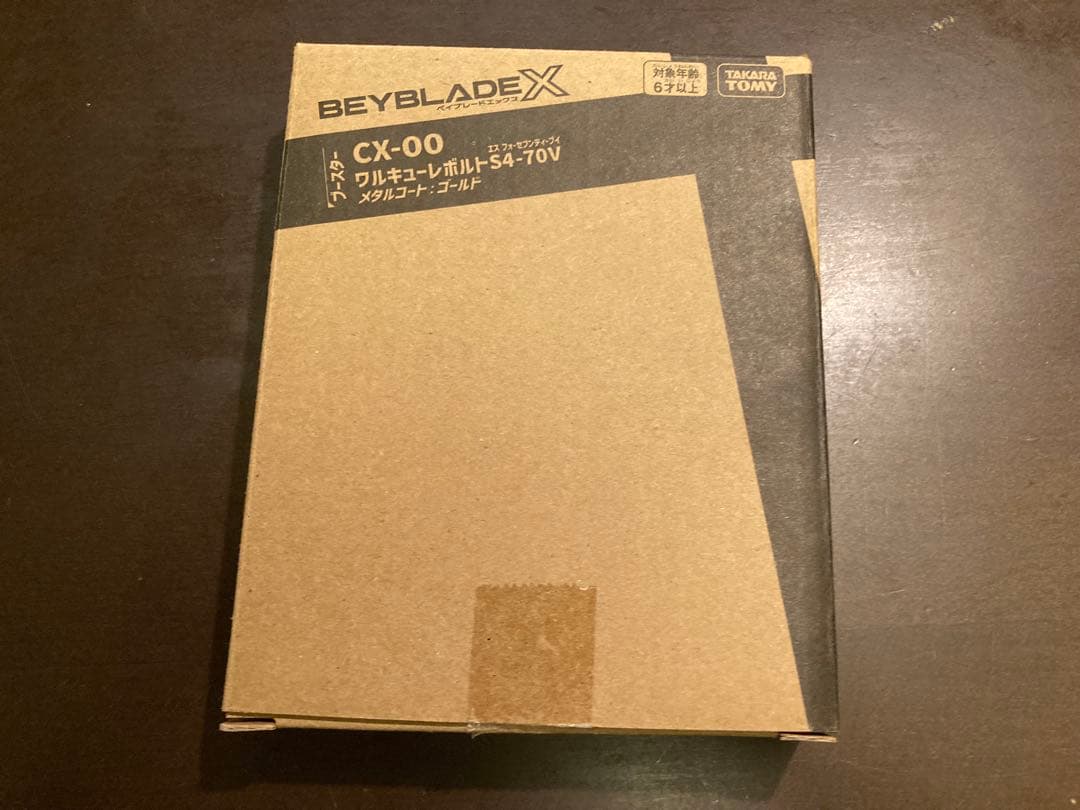 BEYBLADE X
ベイブレードエックス
対象年齢
6才以上
TAKARA
TOMY
ブースター
CX-00
エス フォーセブンティブイ
ワルキューレボルトS4-70V
メタルコート:ゴールド